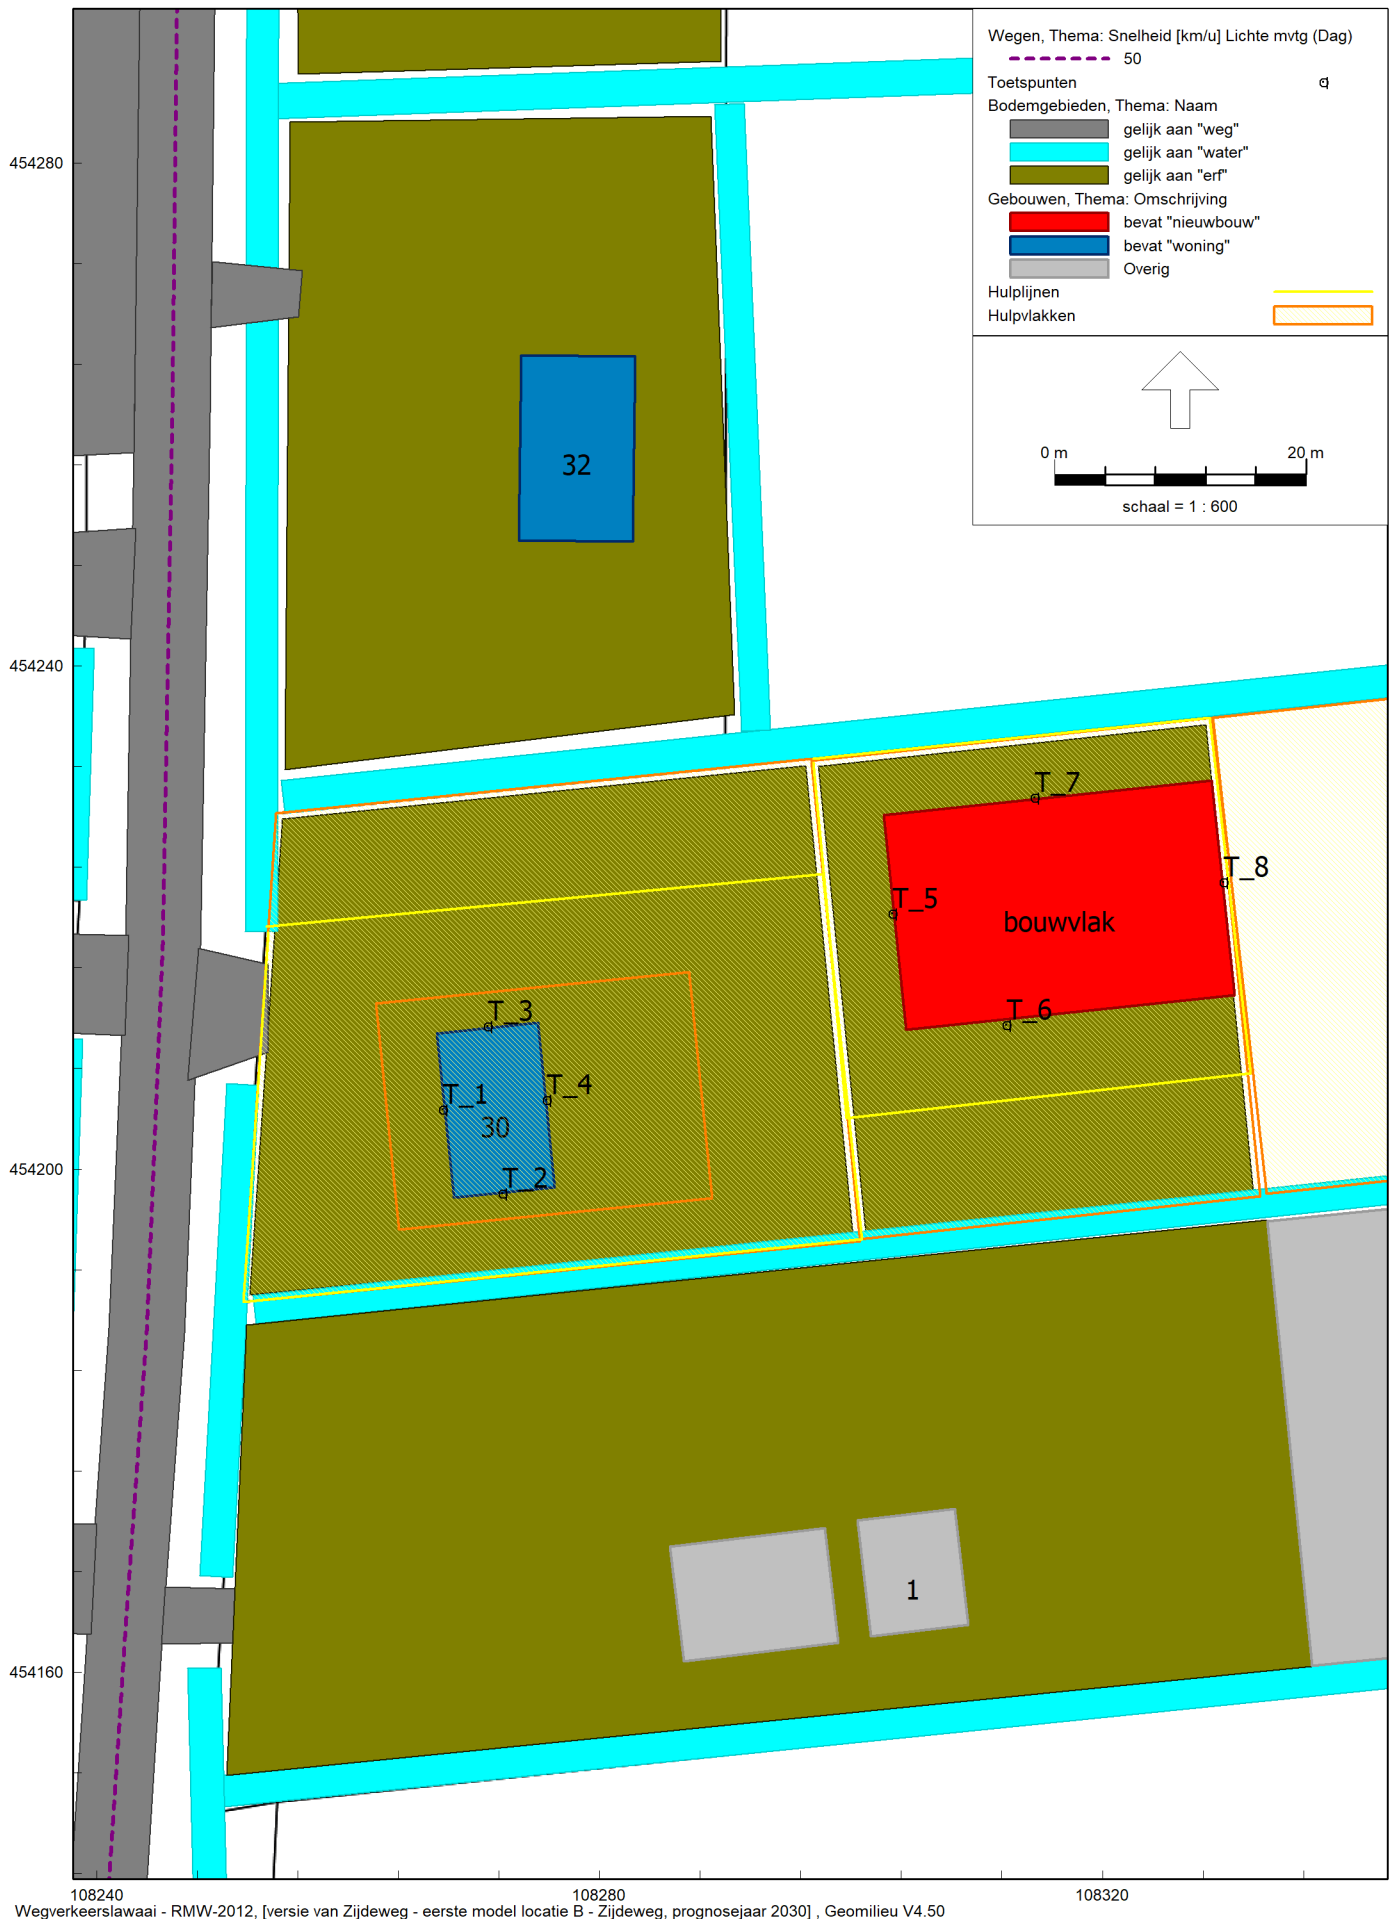 Wegen, Thema: Snelheid [km/u] Lichte mvtg (Dag)
50
Toetspunten
Bodemgebieden, Thema: Naam
gelijk aan "weg"
gelijk aan "water"
gelijk aan "erf"
Gebouwen, Thema: Omschrijving
bevat "nieuwbouw"
bevat "woning"
Overig
Hulplijnen
Hulpvlakken
0 m 20 m
schaal = 1 : 600
454280
32
454240
T_7
T_8
T_5
bouwvlak
T_3
T_6
T_4
T_1
30
T_2
454200
1
454160
108240 108280 108320
Wegverkeerslawaai - RMW-2012, [versie van Zijdeweg - eerste model locatie B - Zijdeweg, prognosejaar 2030] , Geomilieu V4.50